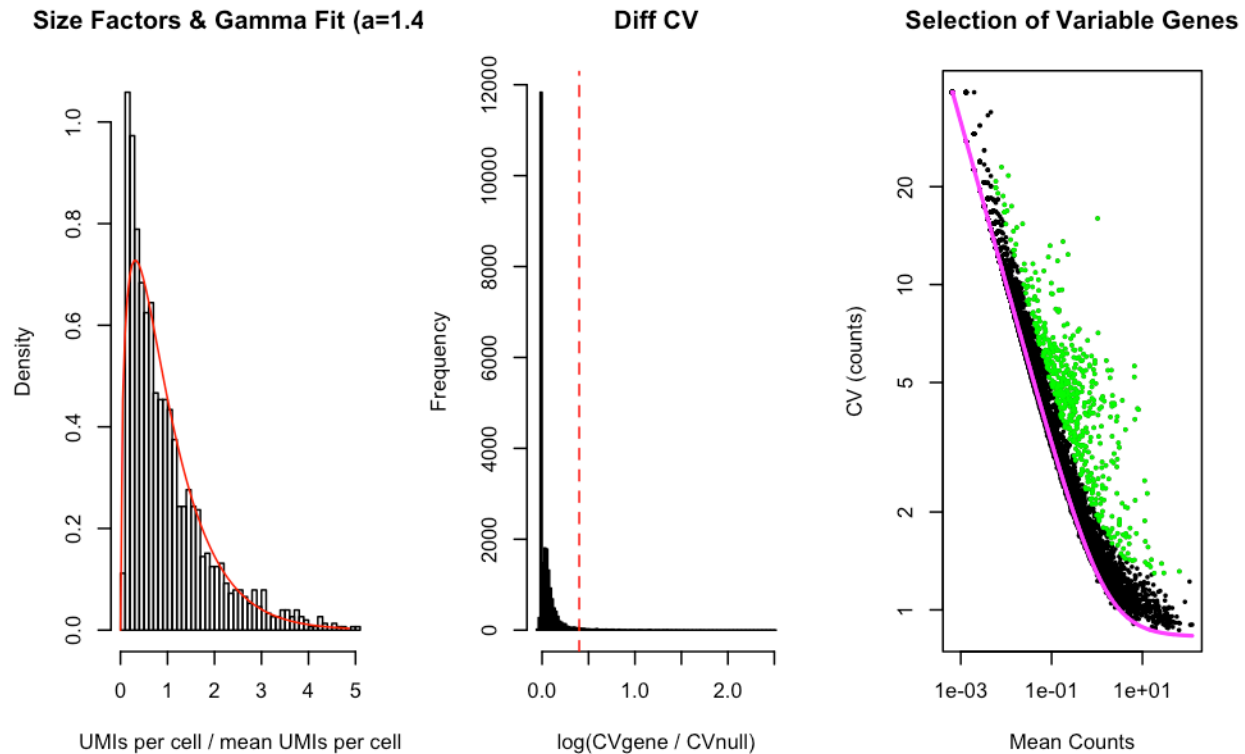 Size Factors & Gamma Fit (a=1.4
Density
0.0 0.2 0.4 0.6 0.8 1.0
0 1 2 3 4 5
UMIs per cell / mean UMIs per cell
Diff CV
Frequency
0 2000 4000 6000 8000 10000 12000
0.0 1.0 2.0
log(CVgene / CVnull)
Selection of Variable Genes
CV (counts)
1 2 5 10 20
1e-03 1e-01 1e+01
Mean Counts